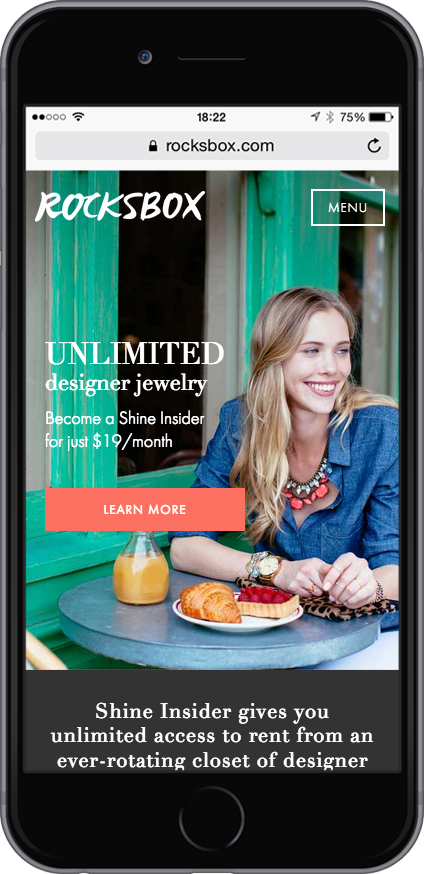 18:22
75%
rocksbox.com
ROCKSBOX
MENU
UNLIMITED
designer jewelry
Become a Shine Insider
for just $19/month
LEARN MORE
Shine Insider gives you
unlimited access to rent from an
ever-rotating closet of designer